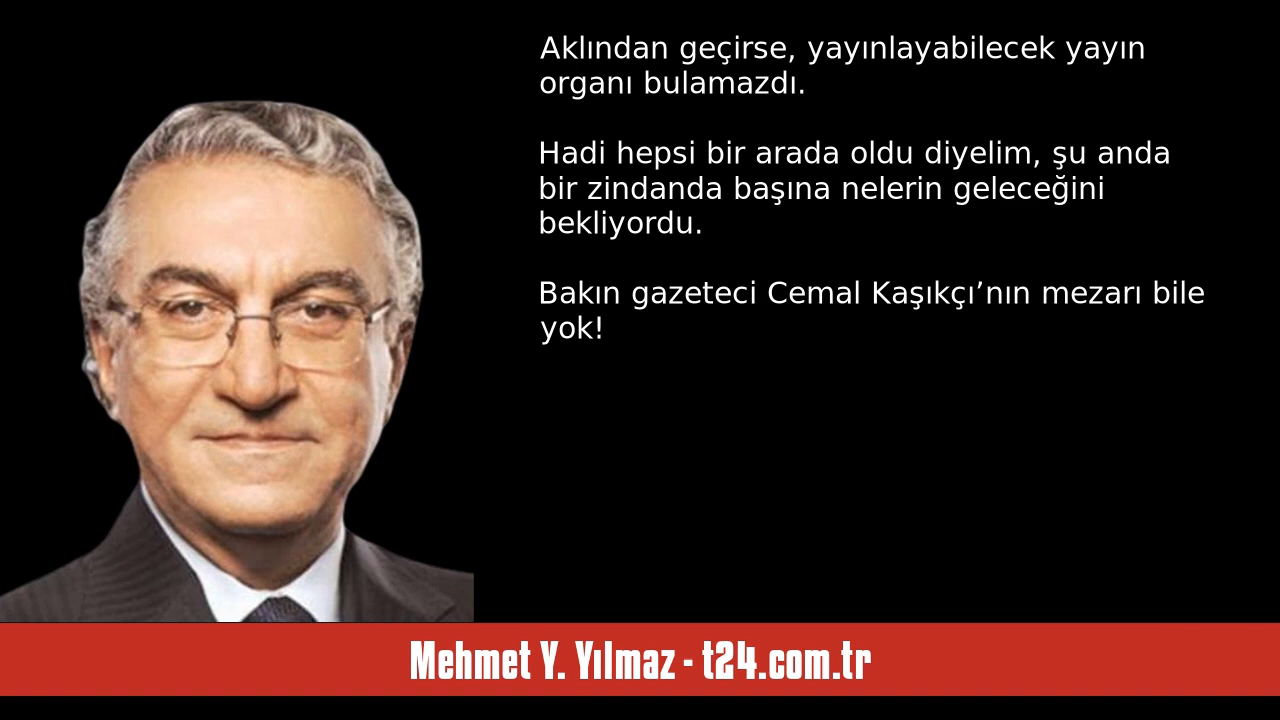 Aklından geçirse, yayınlayabilecek yayın
organı bulamazdı.
Hadi hepsi bir arada oldu diyelim, şu anda
bir zindanda başına nelerin geleceğini
bekliyordu.
Bakın gazeteci Cemal Kaşıkçı’nın mezarı bile
yok!
Mehmet Y. Yılmaz - t24.com.tr